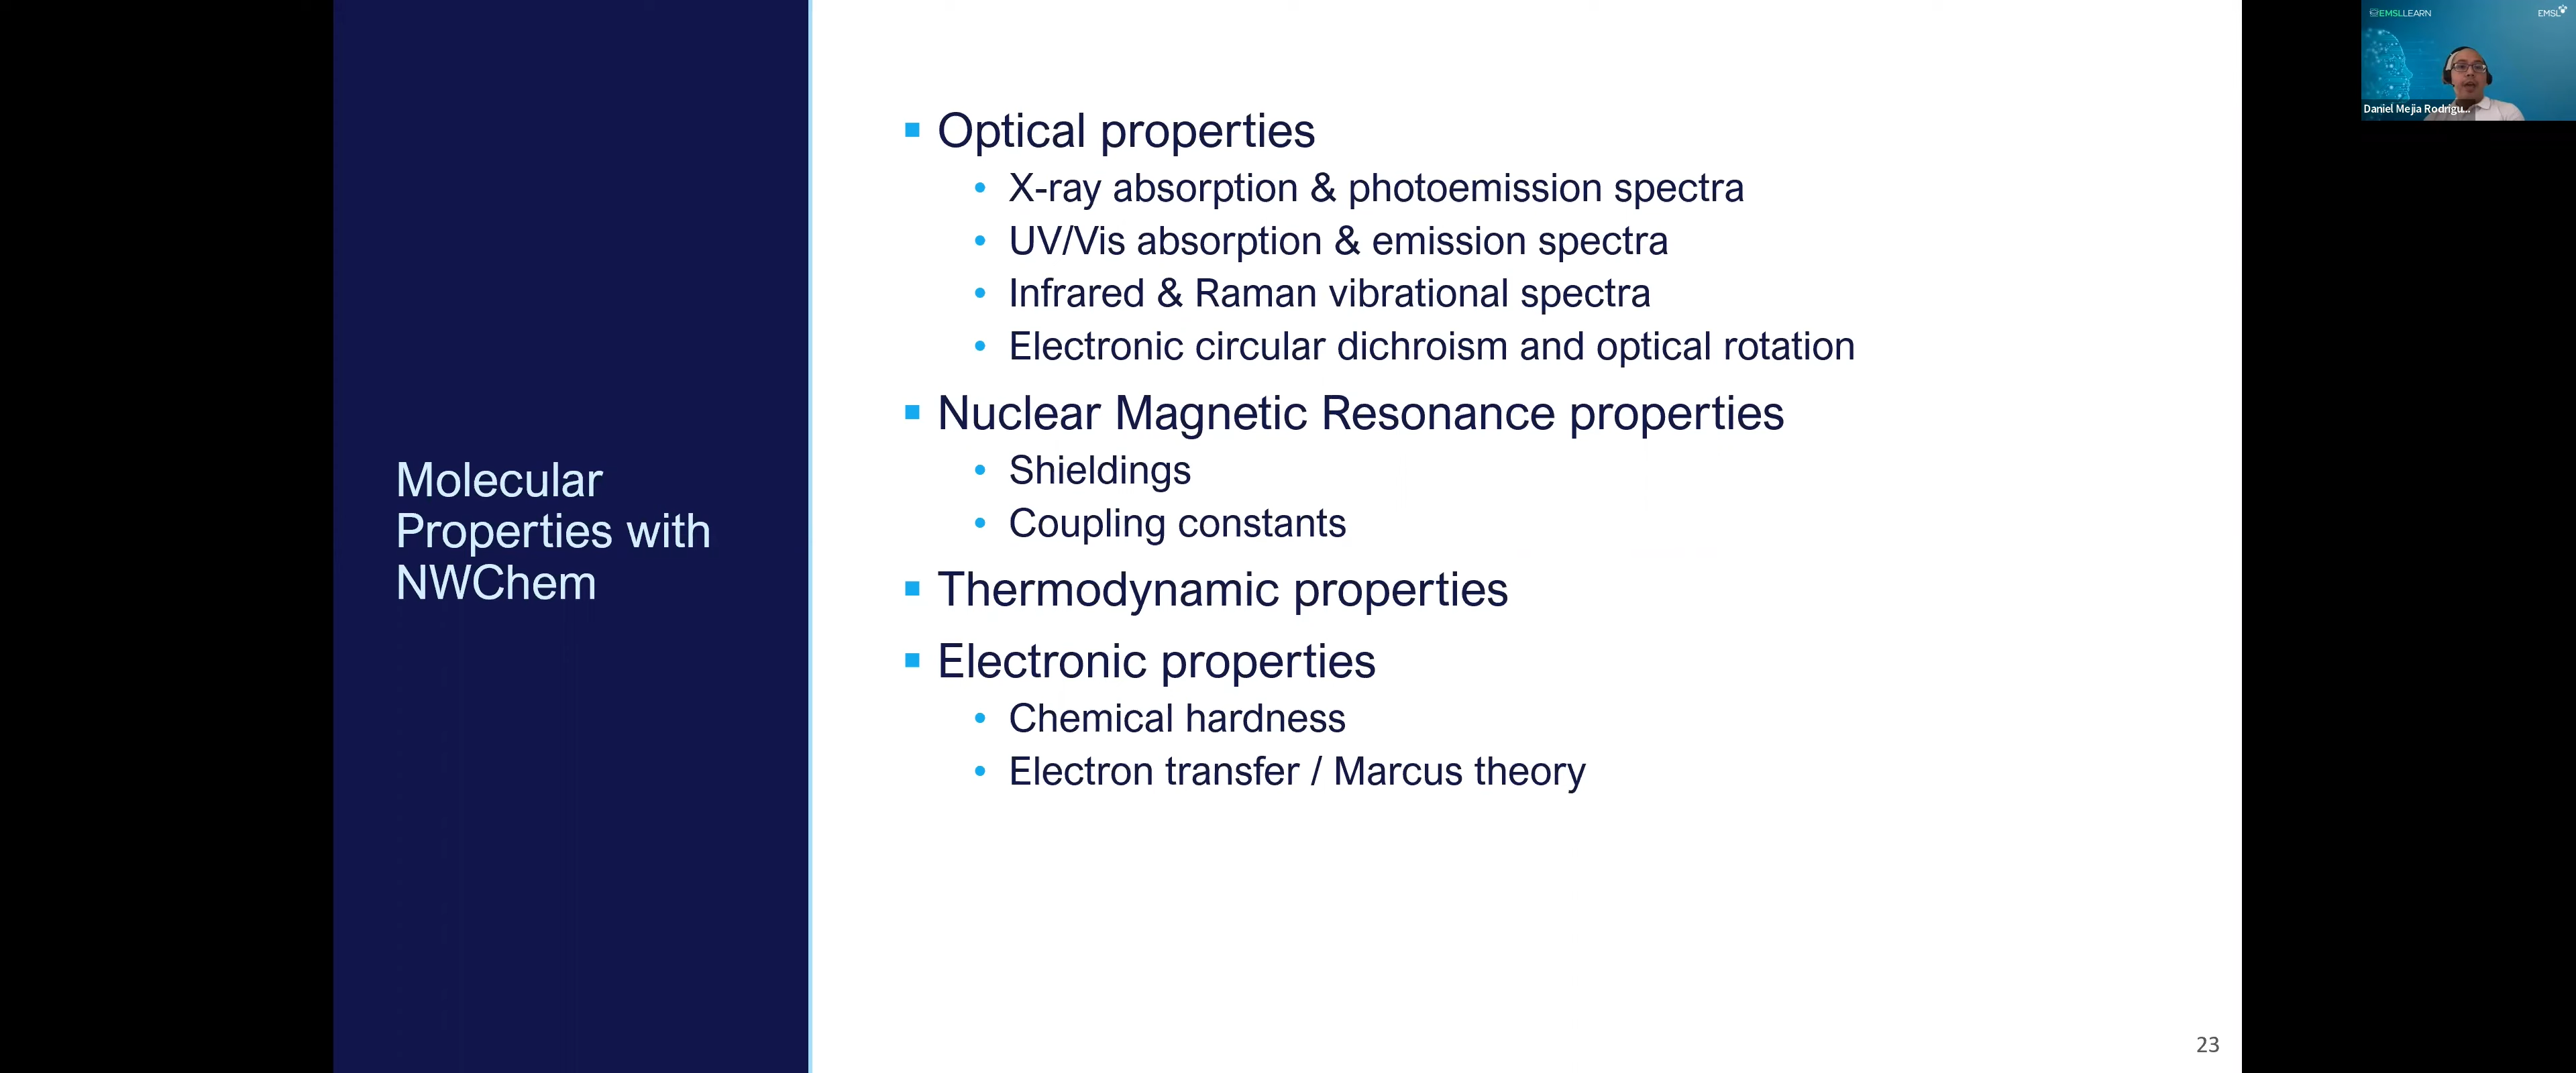 Molecular
Properties with
NWChem
Optical properties
X-ray absorption & photoemission spectra
UV/Vis absorption & emission spectra
Infrared & Raman vibrational spectra
Electronic circular dichroism and optical rotation
Nuclear Magnetic Resonance properties
Shieldings
Coupling constants
Thermodynamic properties
Electronic properties
Chemical hardness
Electron transfer / Marcus theory
23
EMSLLEARN
EMSL
Daniel Mejia Rodrigu...